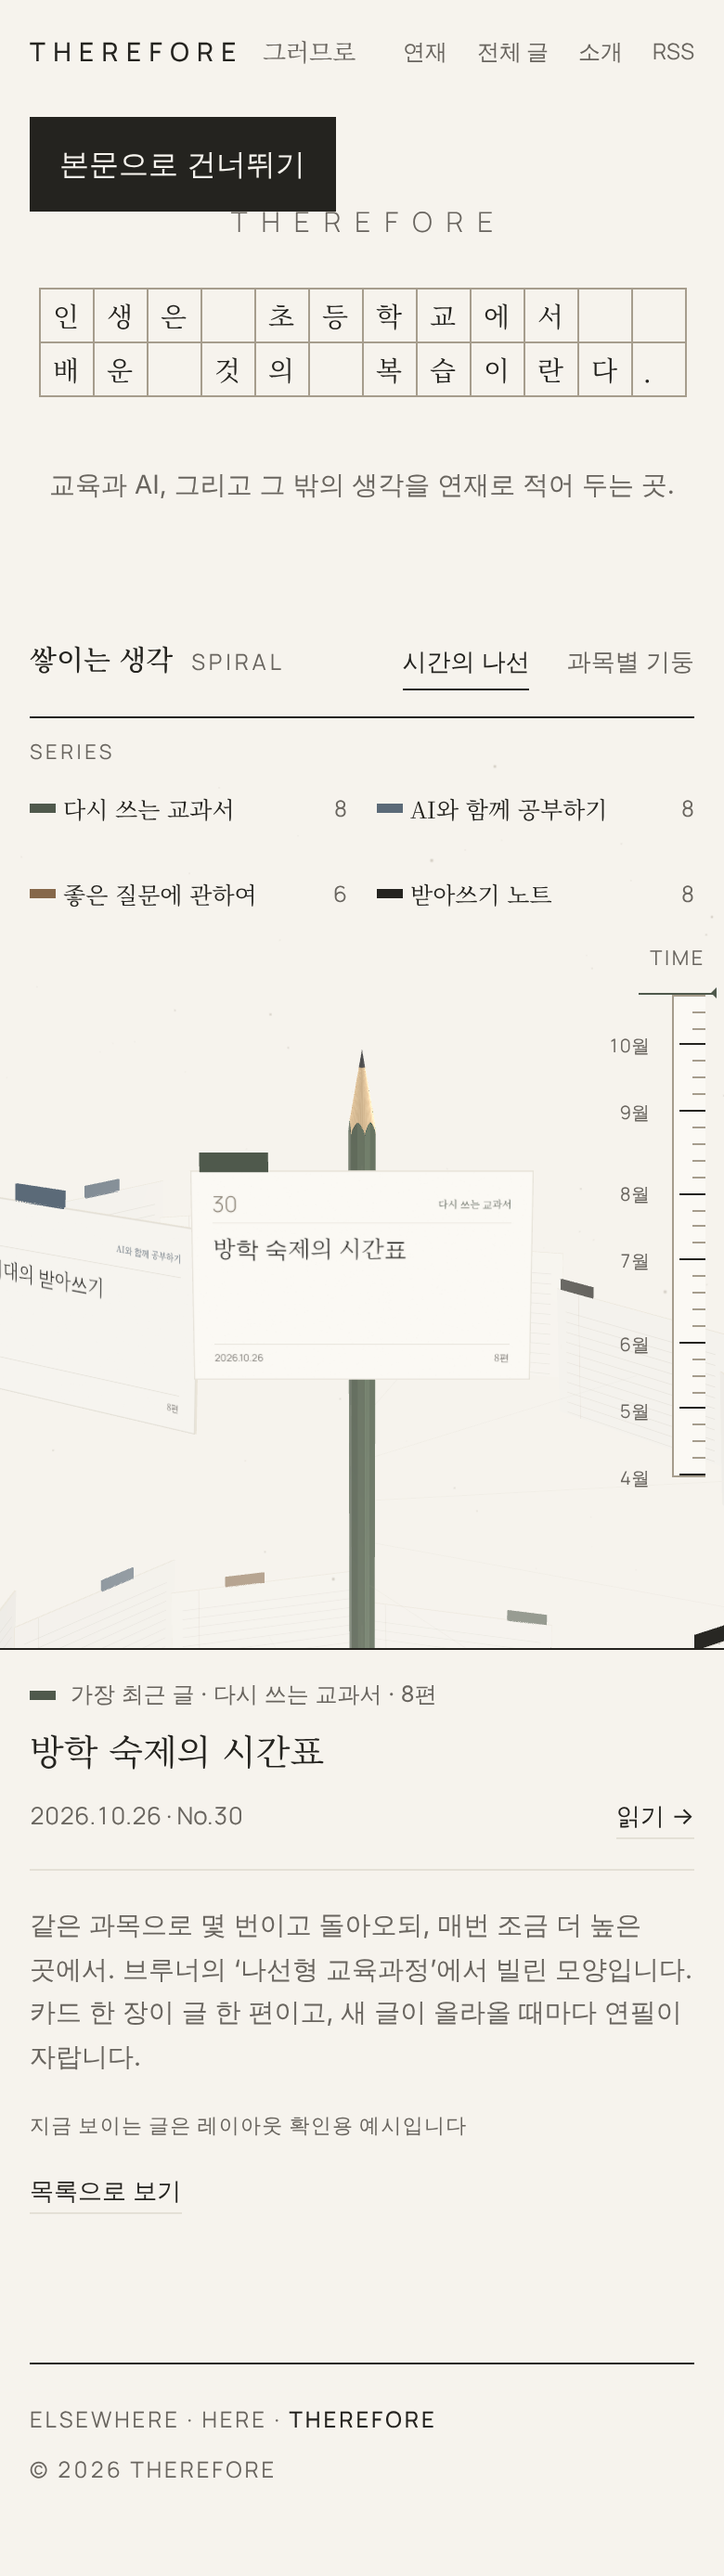 THEREFORE 그러므로 연재 전체 글 소개 RSS
본문으로 건너뛰기
THEREFORE
인생은 초등학교에서
배운 것의 복습이란다.
교육과 AI, 그리고 그 밖의 생각을 연재로 적어 두는 곳.
쌓이는 생각 SPIRAL 시간의 나선 과목별 기둥
SERIES
다시 쓰는 교과서 8 AI와 함께 공부하기 8
좋은 질문에 관하여 6 받아쓰기 노트 8
TIME
10월
9월
8월
7월
6월
5월
4월
30 다시 쓰는 교과서
방학 숙제의 시간표
2026.10.26 8편
AI와 함께 공부하기
대의 받아쓰기
8편
가장 최근 글 · 다시 쓰는 교과서 · 8편
방학 숙제의 시간표
2026.10.26 · No.30 읽기 →
같은 과목으로 몇 번이고 돌아오되, 매번 조금 더 높은
곳에서. 브루너의 ‘나선형 교육과정’에서 빌린 모양입니다.
카드 한 장이 글 한 편이고, 새 글이 올라올 때마다 연필이
자랍니다.
지금 보이는 글은 레이아웃 확인용 예시입니다
목록으로 보기
ELSEWHERE · HERE · THEREFORE
© 2026 THEREFORE